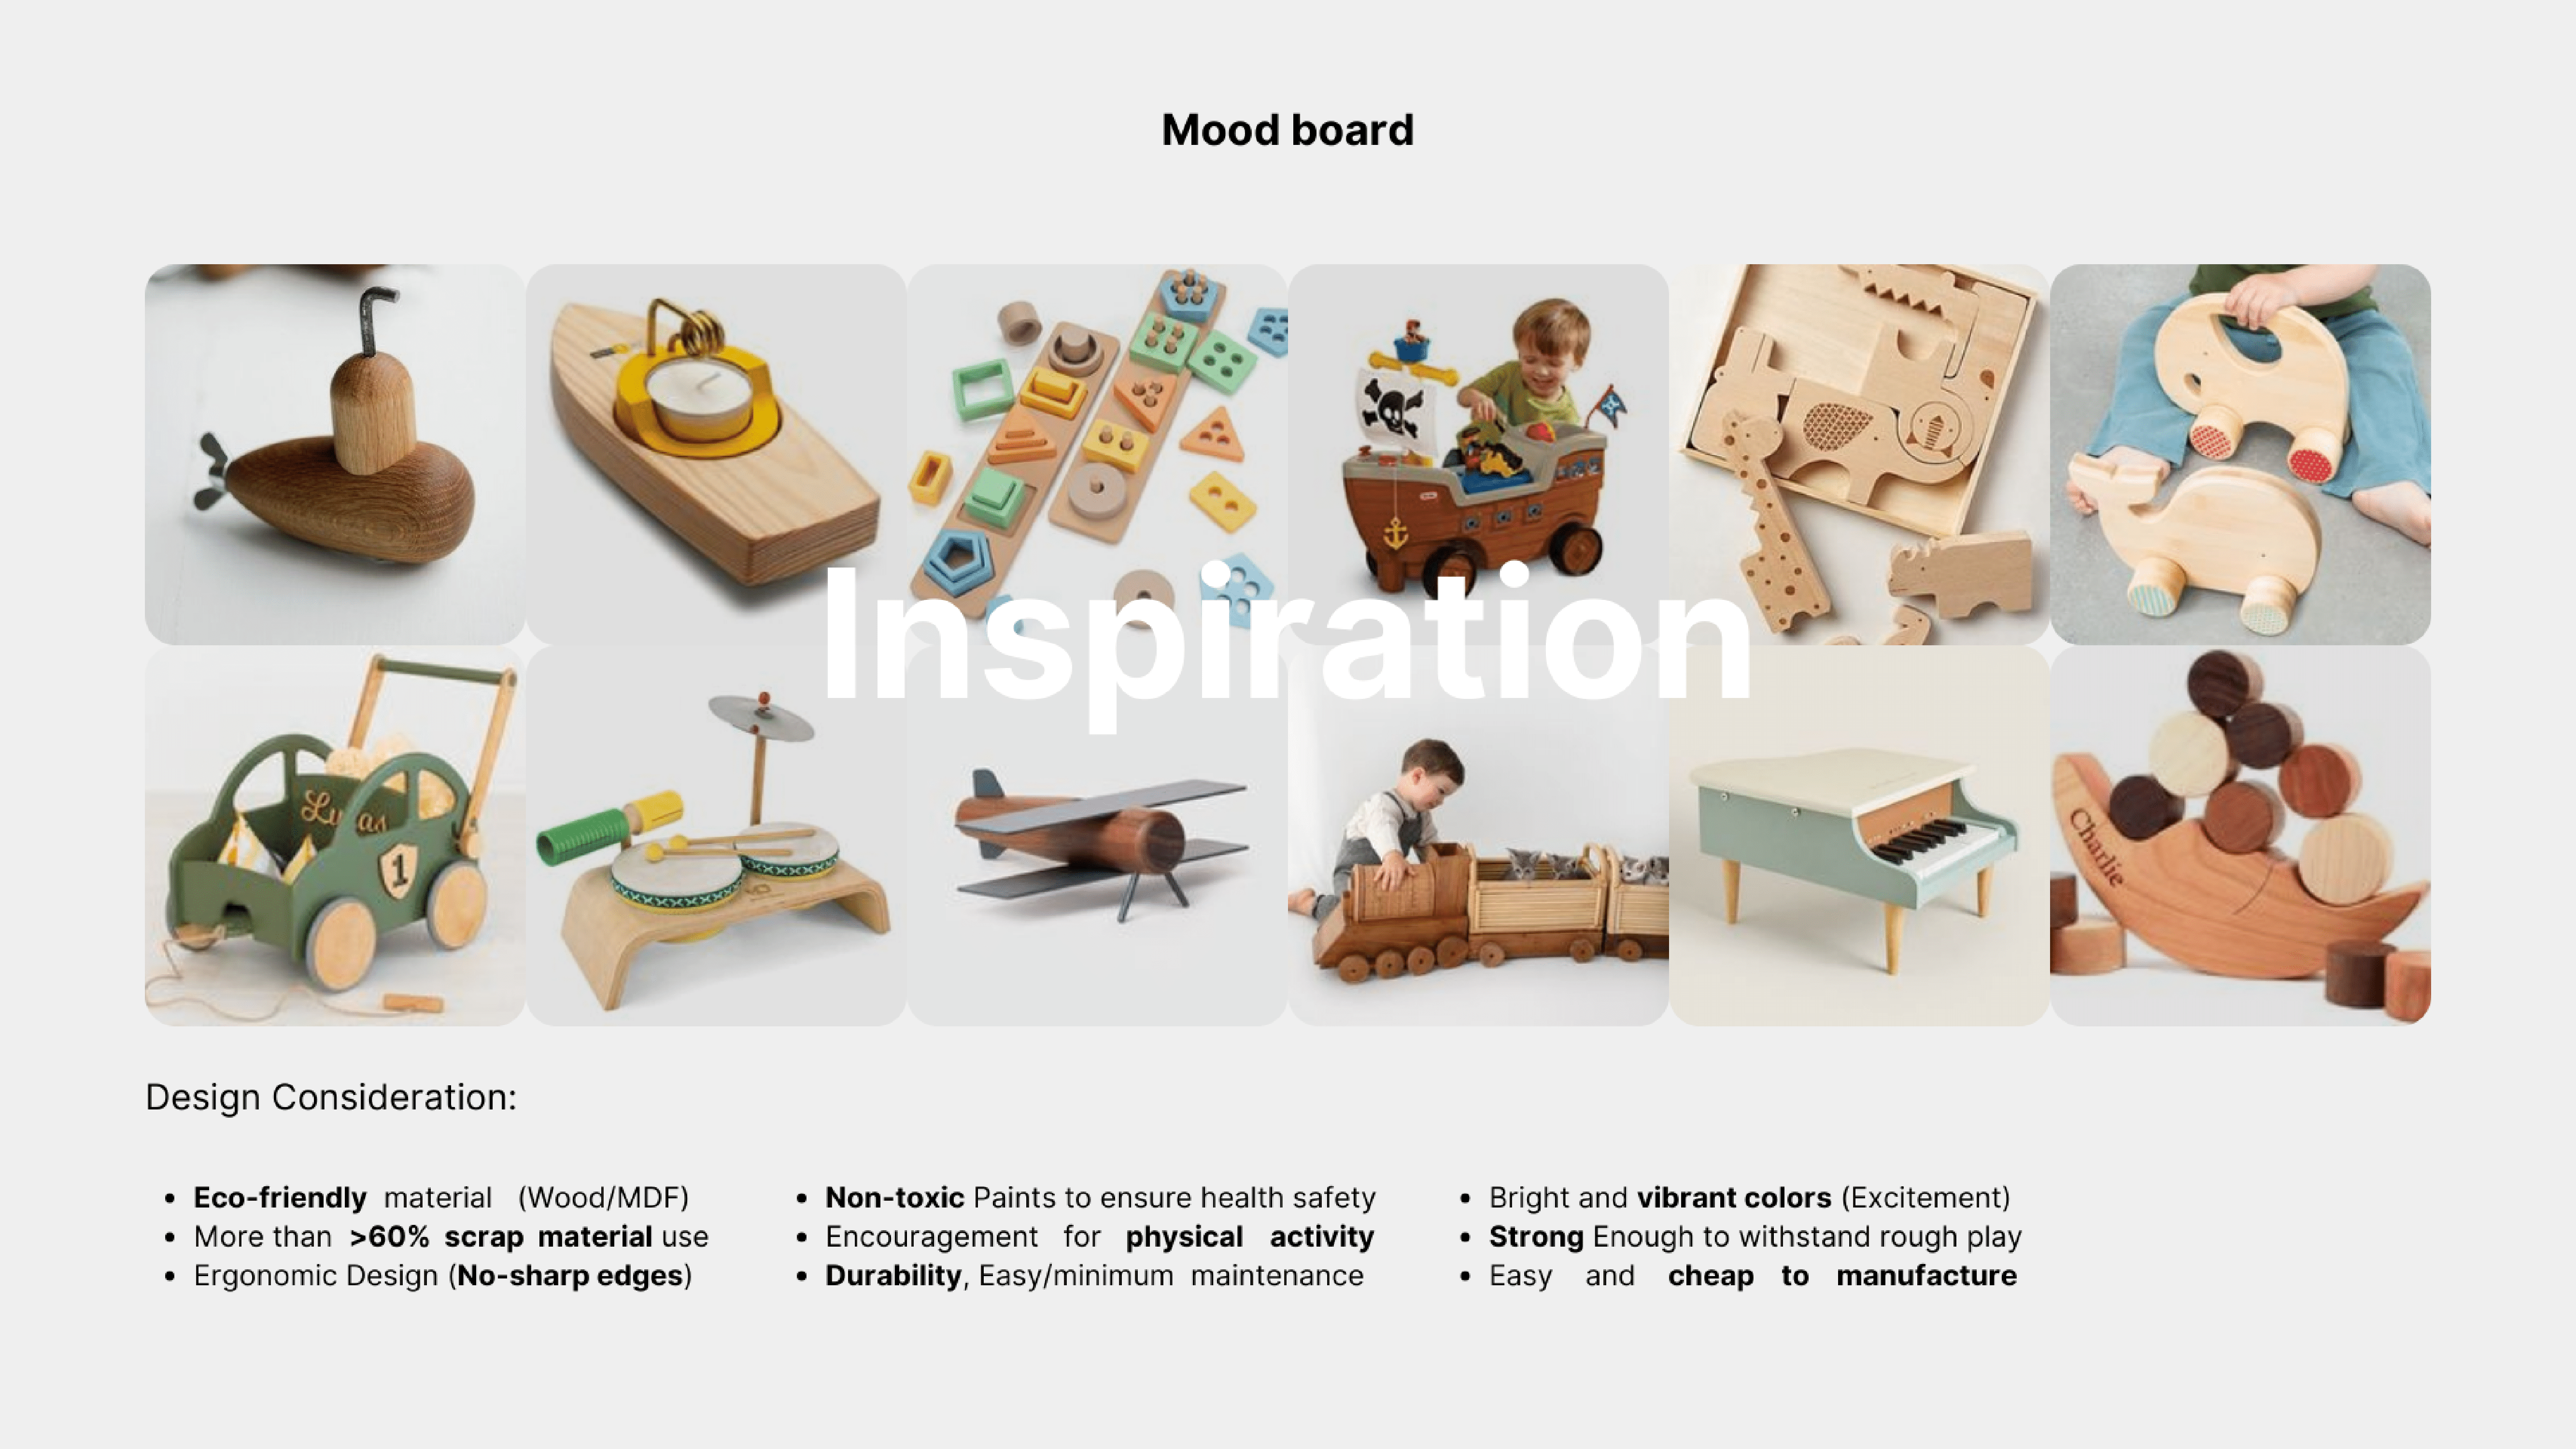 Mood board
Inspiration
Lucas
1
Charlie
Design Consideration:
Eco-friendly material (Wood/MDF)
More than >60% scrap material use
Ergonomic Design (No-sharp edges)
Non-toxic Paints to ensure health safety
Encouragement for physical activity
Durability, Easy/minimum maintenance
Bright and vibrant colors (Excitement)
Strong Enough to withstand rough play
Easy and cheap to manufacture